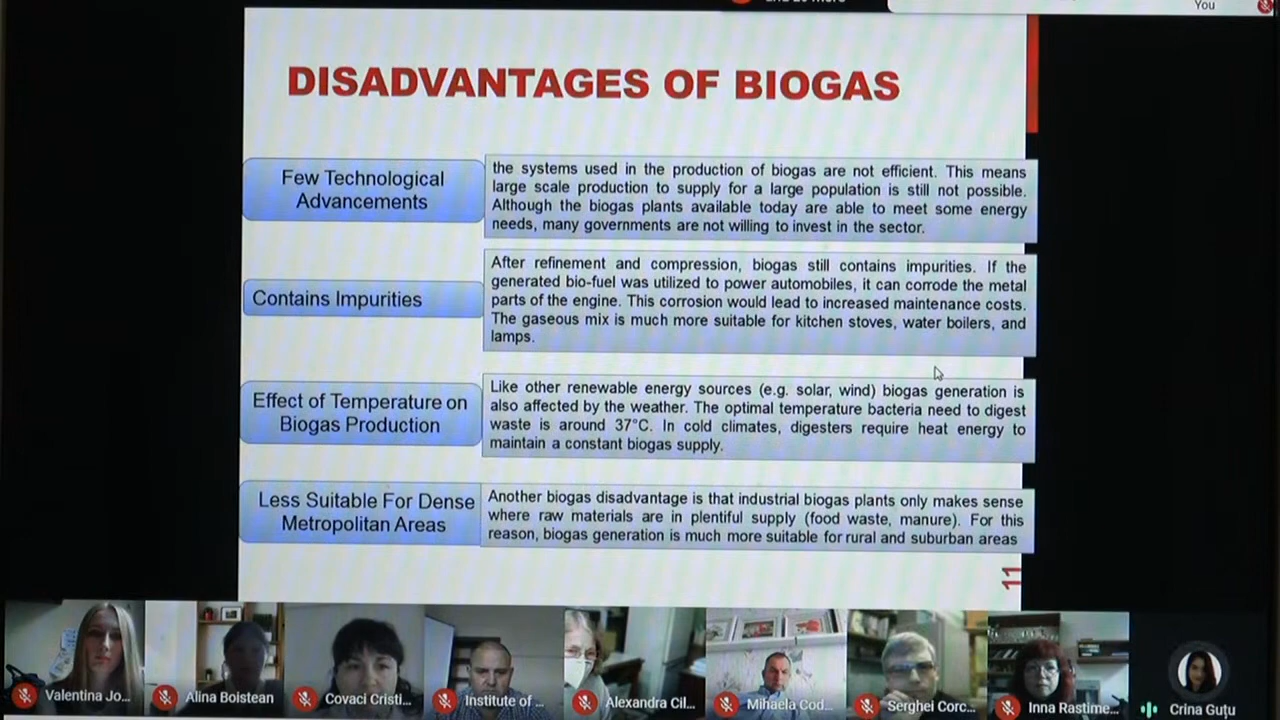 You
DISADVANTAGES OF BIOGAS
Few Technological
Advancements
the systems used in the production of biogas are not efficient. This means
large scale production to supply for a large population is still not possible.
Although the biogas plants available today are able to meet some energy
needs, many governments are not willing to invest in the sector.
Contains Impurities
After refinement and compression, biogas still contains impurities. If the
generated bio-fuel was utilized to power automobiles, it can corrode the metal
parts of the engine. This corrosion would lead to increased maintenance costs.
The gaseous mix is much more suitable for kitchen stoves, water boilers, and
lamps.
Effect of Temperature on
Biogas Production
Like other renewable energy sources (e.g. solar, wind) biogas generation is
also affected by the weather. The optimal temperature bacteria need to digest
waste is around 37°C. In cold climates, digesters require heat energy to
maintain a constant biogas supply.
Less Suitable For Dense
Metropolitan Areas
Another biogas disadvantage is that industrial biogas plants only makes sense
where raw materials are in plentiful supply (food waste, manure). For this
reason, biogas generation is much more suitable for rural and suburban areas
11
Valentina Jo...
Alina Boistean
Covaci Cristi...
Institute of ...
Alexandra Cil...
Mihaela Cod...
Serghei Corc...
Inna Rastime...
Crina Guțu